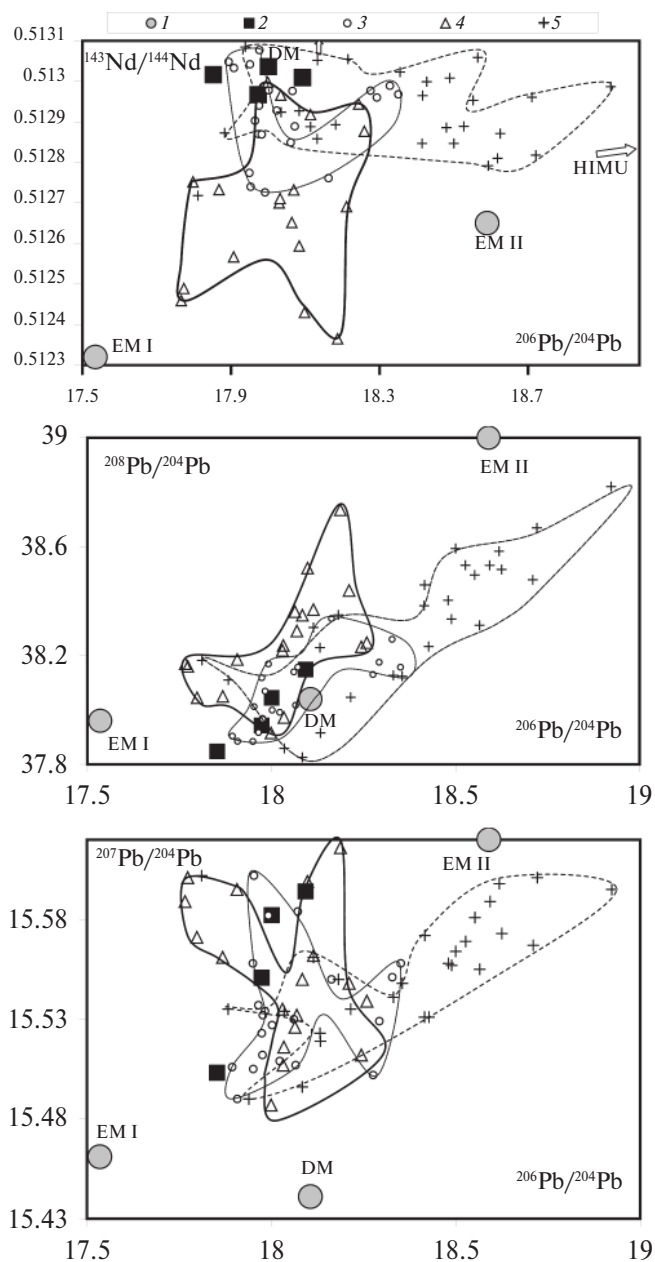 1 2 3 4 5
0.5131
¹⁴³Nd/¹⁴⁴Nd
DM
0.513
0.5129
0.5128
HIMU
0.5127
0.5126
EM II
0.5125
0.5124
EM I
²⁰⁶Pb/²⁰⁴Pb
0.5123
17.5 17.9 18.3 18.7
39
²⁰⁸Pb/²⁰⁴Pb
EM II
38.6
38.2
DM
EM I
²⁰⁶Pb/²⁰⁴Pb
37.8
17.5 18 18.5 19
²⁰⁷Pb/²⁰⁴Pb
EM II
15.58
15.53
15.48
EM I
DM
²⁰⁶Pb/²⁰⁴Pb
15.43
17.5 18 18.5 19